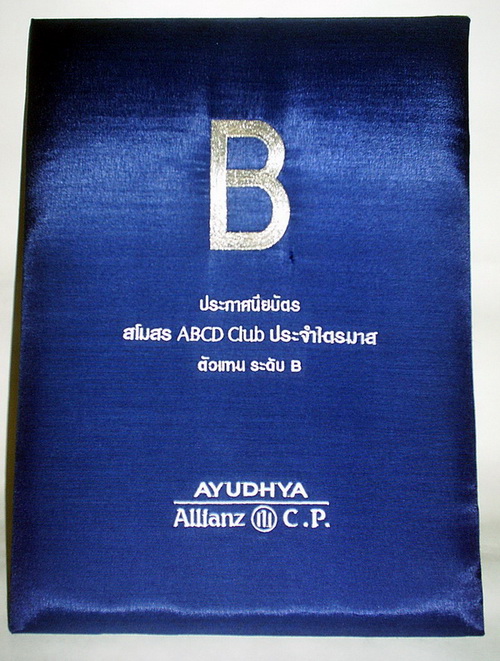 B
ประกาศนียบัตร
สโมสร ABCD Club ประจำไตรมาส
ตัวแทน ระดับ B
AYUDHYA
Allianz C.P.